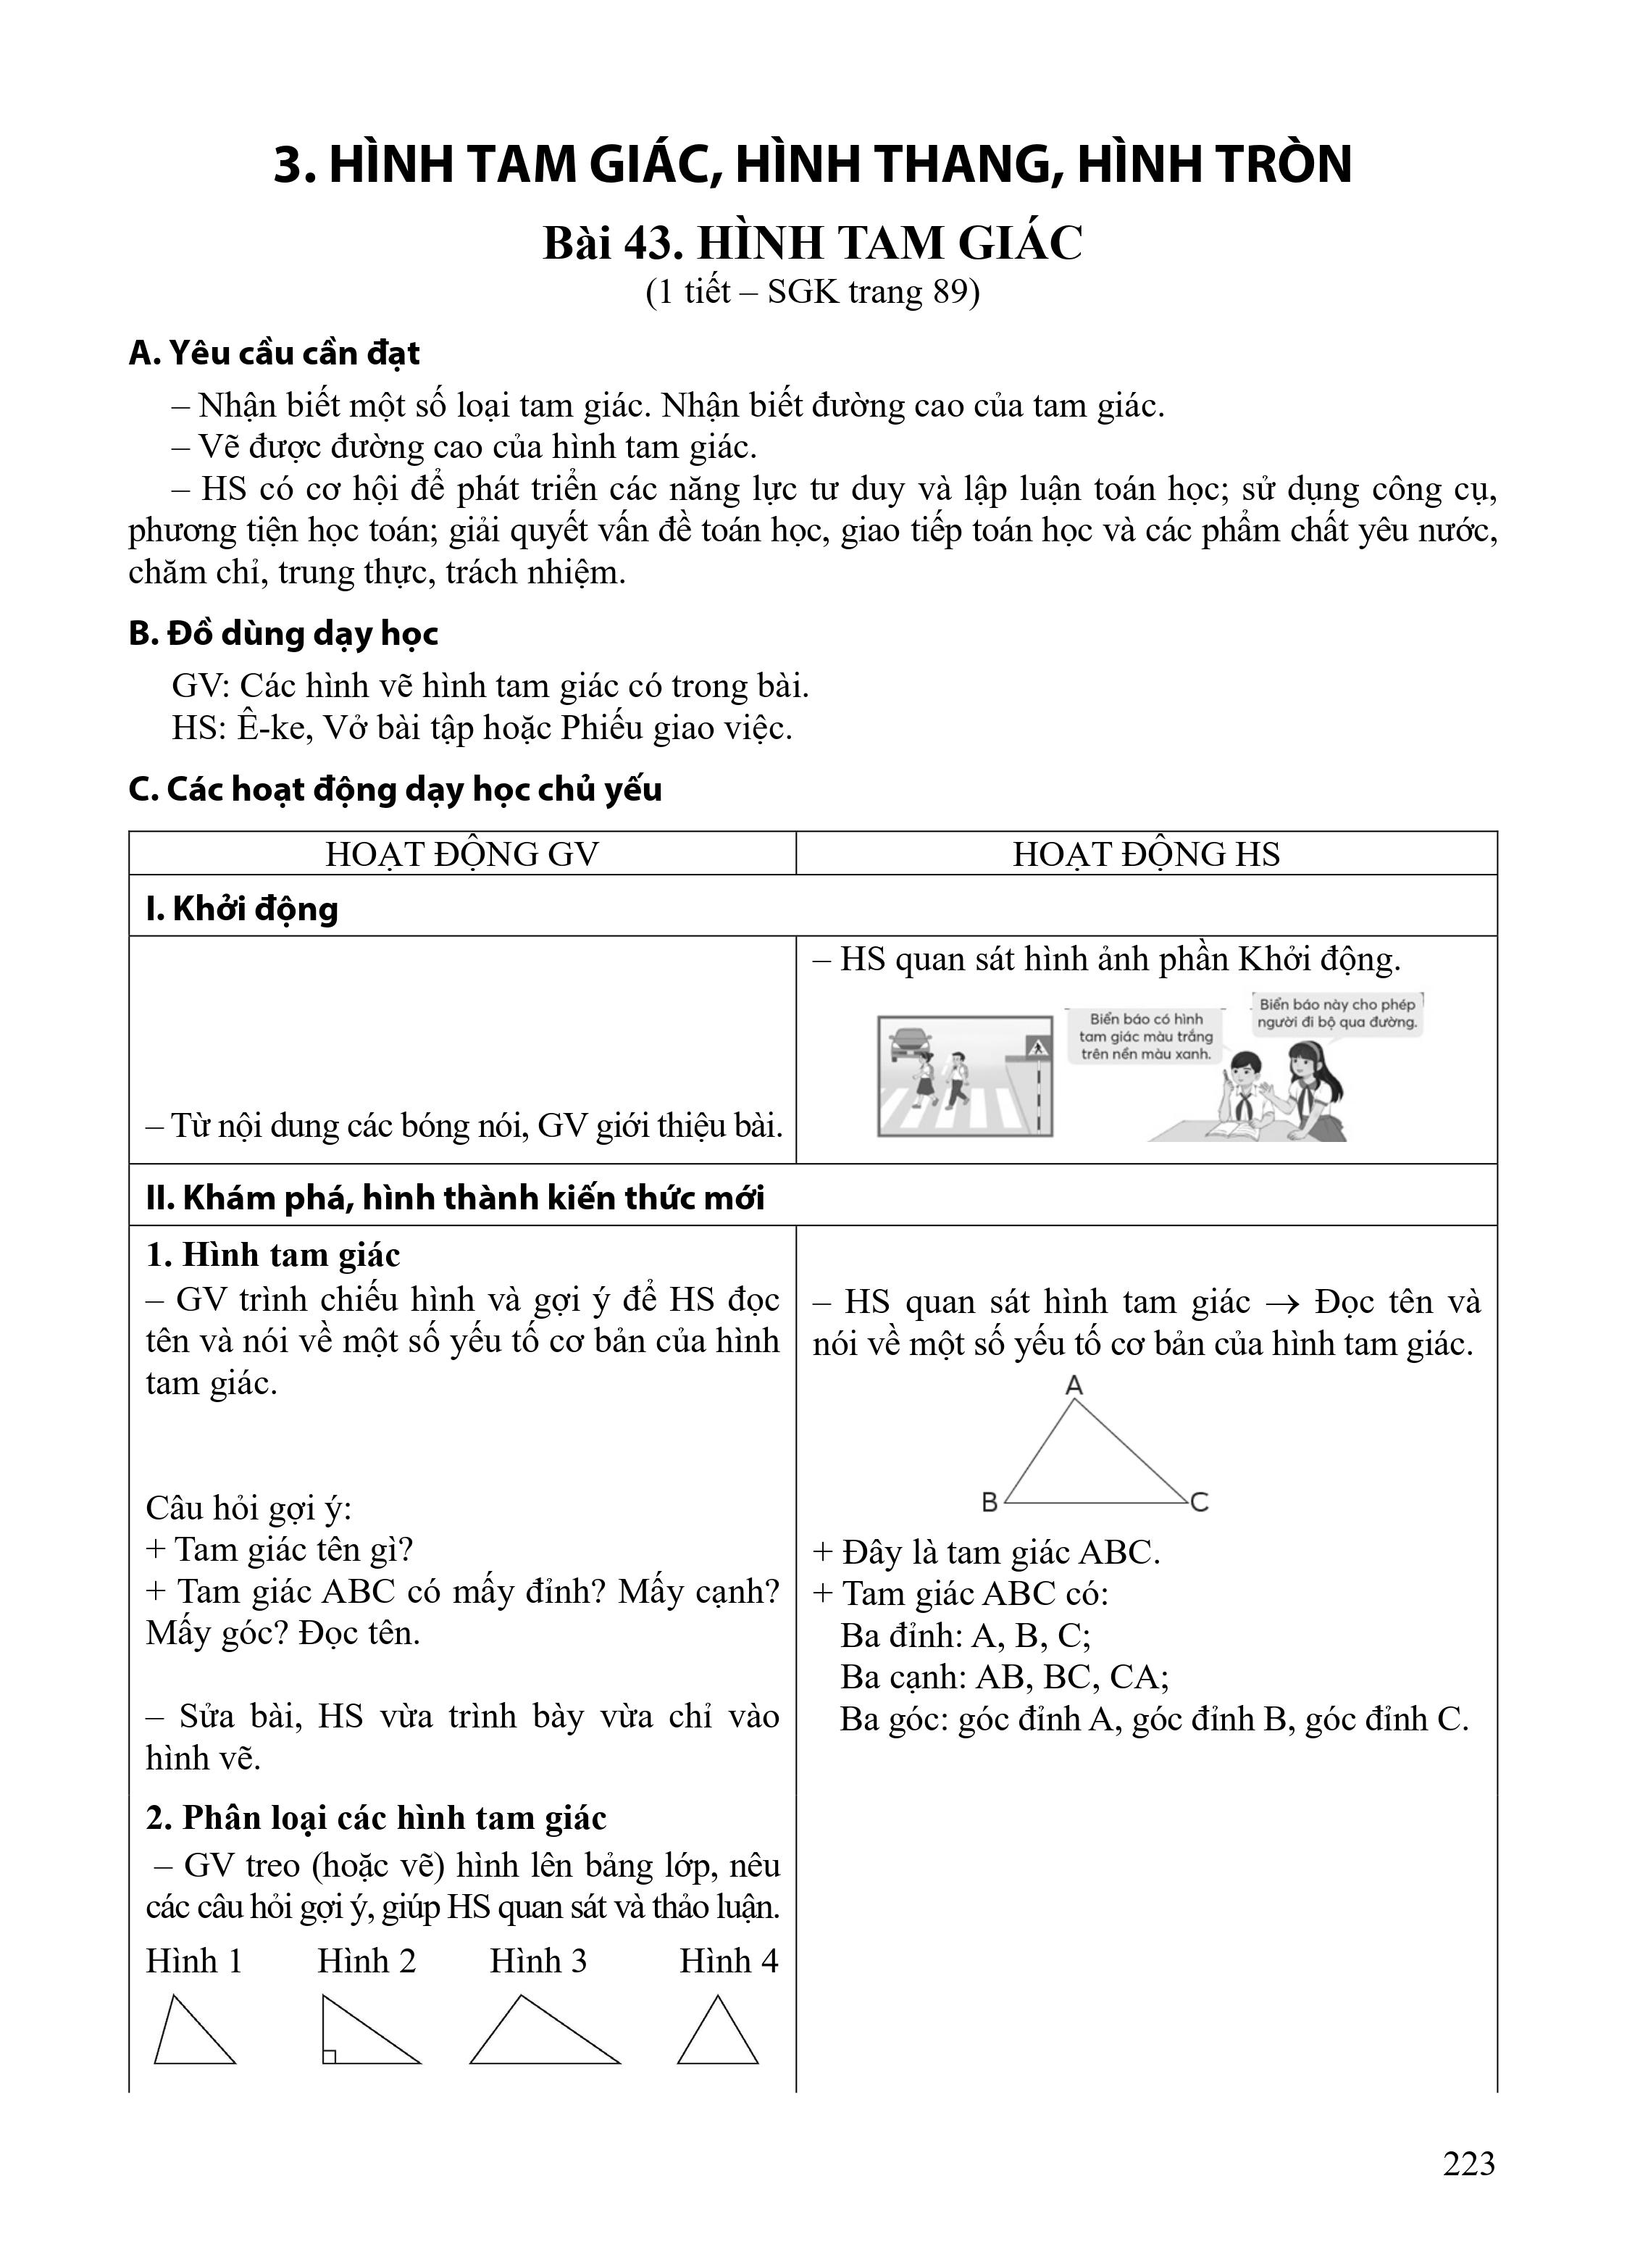 3. HÌNH TAM GIÁC, HÌNH THANG, HÌNH TRÒN
Bài 43. HÌNH TAM GIÁC
(1 tiết – SGK trang 89)
A. Yêu cầu cần đạt
– Nhận biết một số loại tam giác. Nhận biết đường cao của tam giác.
– Vẽ được đường cao của hình tam giác.
– HS có cơ hội để phát triển các năng lực tư duy và lập luận toán học; sử dụng công cụ,
phương tiện học toán; giải quyết vấn đề toán học, giao tiếp toán học và các phẩm chất yêu nước,
chăm chỉ, trung thực, trách nhiệm.
B. Đồ dùng dạy học
GV: Các hình vẽ hình tam giác có trong bài.
HS: Ê-ke, Vở bài tập hoặc Phiếu giao việc.
C. Các hoạt động dạy học chủ yếu
HOẠT ĐỘNG GV
HOẠT ĐỘNG HS
I. Khởi động
– Từ nội dung các bóng nói, GV giới thiệu bài.
– HS quan sát hình ảnh phần Khởi động.
Biển báo có hình
tam giác màu trắng
trên nền màu xanh.
Biển báo này cho phép
người đi bộ qua đường.
II. Khám phá, hình thành kiến thức mới
1. Hình tam giác
– GV trình chiếu hình và gợi ý để HS đọc
tên và nói về một số yếu tố cơ bản của hình
tam giác.
Câu hỏi gợi ý:
+ Tam giác tên gì?
+ Tam giác ABC có mấy đỉnh? Mấy cạnh?
Mấy góc? Đọc tên.
– Sửa bài, HS vừa trình bày vừa chỉ vào
hình vẽ.
– HS quan sát hình tam giác → Đọc tên và
nói về một số yếu tố cơ bản của hình tam giác.
A
B
C
+ Đây là tam giác ABC.
+ Tam giác ABC có:
Ba đỉnh: A, B, C;
Ba cạnh: AB, BC, CA;
Ba góc: góc đỉnh A, góc đỉnh B, góc đỉnh C.
2. Phân loại các hình tam giác
– GV treo (hoặc vẽ) hình lên bảng lớp, nêu
các câu hỏi gợi ý, giúp HS quan sát và thảo luận.
Hình 1 Hình 2 Hình 3 Hình 4
223